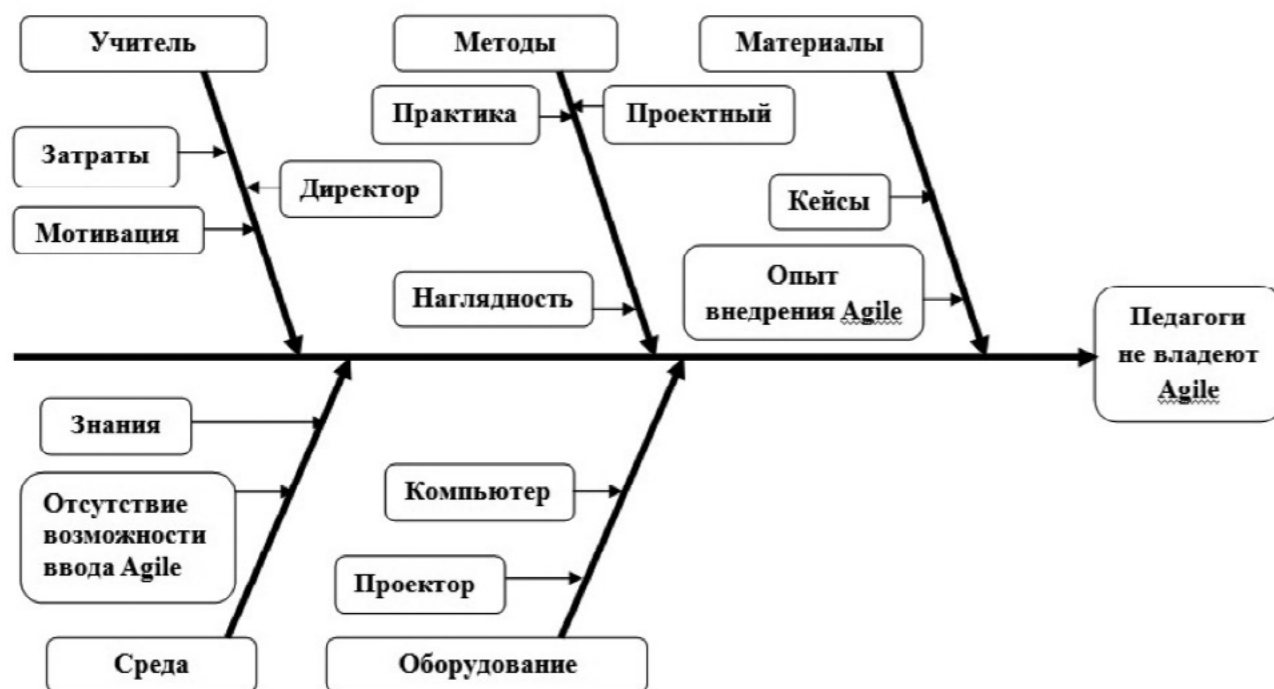 Учитель
Методы
Материалы
Практика
Проектный
Затраты
Директор
Кейсы
Мотивация
Наглядность
Опыт
внедрения Agile
Педагоги
не владеют
Agile
Знания
Отсутствие
возможности
ввода Agile
Компьютер
Проектор
Среда
Оборудование